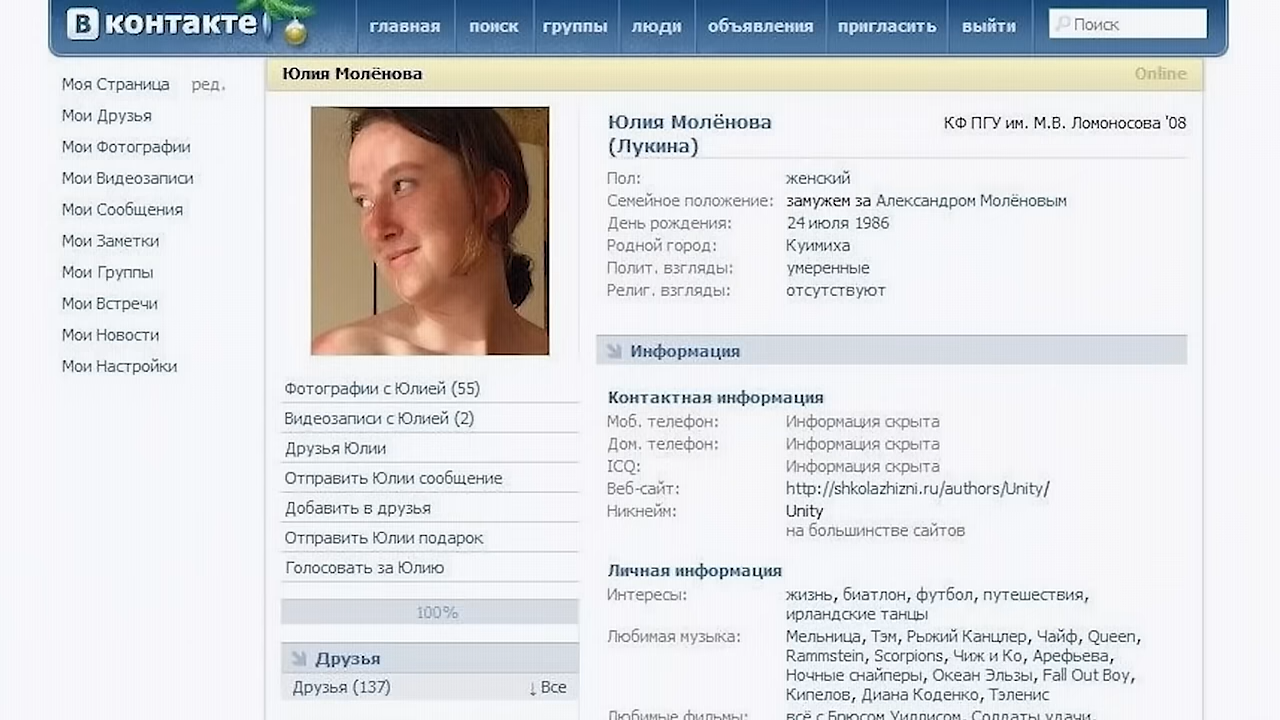 В контакте
главная поиск группы люди объявления пригласить выйти Поиск
Моя Страница ред.
Мои Друзья
Мои Фотографии
Мои Видеозаписи
Мои Сообщения
Мои Заметки
Мои Группы
Мои Встречи
Мои Новости
Мои Настройки
Юлия Молёнова Online
Фотографии с Юлией (55)
Видеозаписи с Юлией (2)
Друзья Юлии
Отправить Юлии сообщение
Добавить в друзья
Отправить Юлии подарок
Голосовать за Юлию
100%
Друзья
Друзья (137) ↓ Все
Юлия Молёнова КФ ПГУ им. М.В. Ломоносова '08
(Лукина)
Пол: женский
Семейное положение: замужем за Александром Молёновым
День рождения: 24 июля 1986
Родной город: Куимиха
Полит. взгляды: умеренные
Религ. взгляды: отсутствуют
Информация
Контактная информация
Моб. телефон: Информация скрыта
Дом. телефон: Информация скрыта
ICQ: Информация скрыта
Веб-сайт: http://shkolazhizni.ru/authors/Unity/
Никнейм: Unity
на большинстве сайтов
Личная информация
Интересы: жизнь, биатлон, футбол, путешествия,
ирландские танцы
Любимая музыка: Мельница, Тэм, Рыжий Канцлер, Чайф, Queen,
Rammstein, Scorpions, Чиж и Ко, Арефьева,
Ночные снайперы, Океан Эльзы, Fall Out Boy,
Кипелов, Диана Коденко, Тэленис
Любимые фильмы: всё с Брюсом Уиллисом, Солдаты удачи,